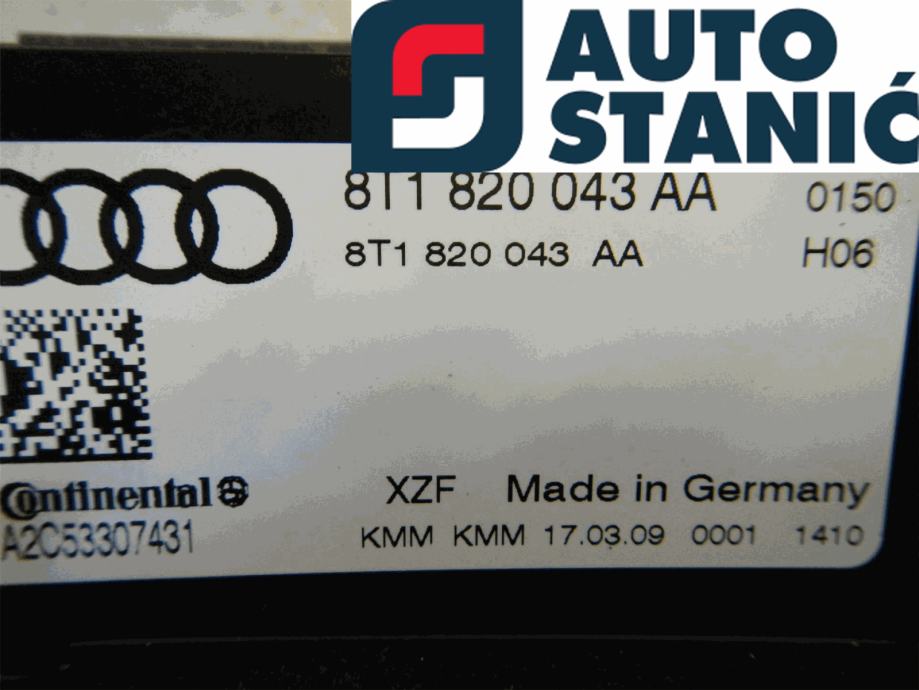 AUTO
STANIĆ
8T1 820 043 AA 0150
8T1 820 043 AA H06
Continental
XZF Made in Germany
A2C53307431
KMM KMM 17.03.09 0001 1410